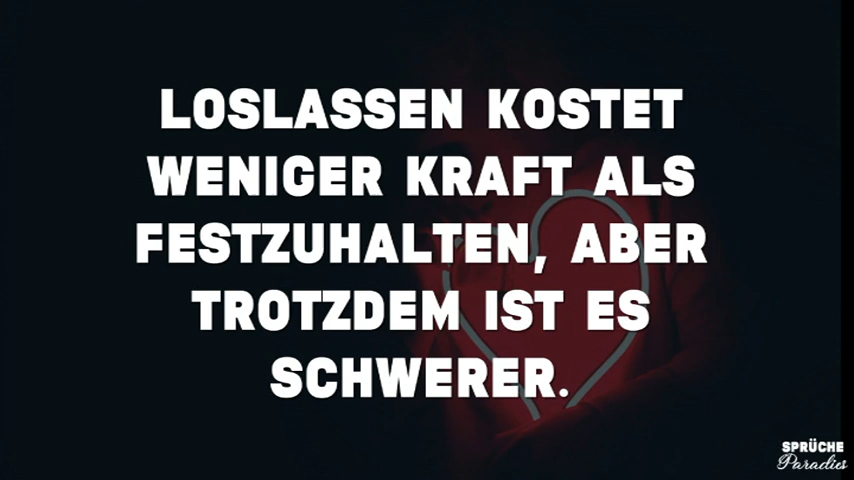 LOSLASSEN KOSTET
WENIGER KRAFT ALS
FESTZUHALTEN, ABER
TROTZDEM IST ES
SCHWERER.
SPRÜCHE
Paradies